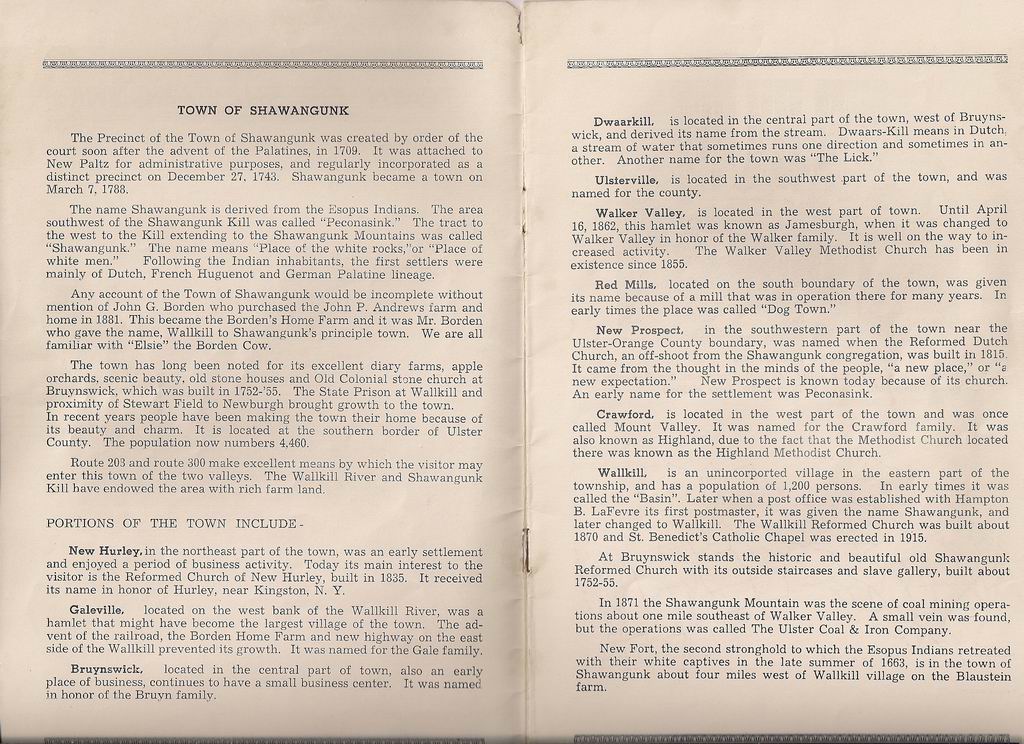 TOWN OF SHAWANGUNK
The Precinct of the Town of Shawangunk was created by order of the
court soon after the advent of the Palatines, in 1709. It was attached to
New Paltz for administrative purposes, and regularly incorporated as a
distinct precinct on December 27, 1743. Shawangunk became a town on
March 7, 1788.
The name Shawangunk is derived from the Esopus Indians. The area
southwest of the Shawangunk Kill was called "Peconasink." The tract to
the west to the Kill extending to the Shawangunk Mountains was called
"Shawangunk." The name means "Place of the white rocks,"or "Place of
white men." Following the Indian inhabitants, the first settlers were
mainly of Dutch, French Huguenot and German Palatine lineage.
Any account of the Town of Shawangunk would be incomplete without
mention of John G. Borden who purchased the John P. Andrews farm and
home in 1881. This became the Borden's Home Farm and it was Mr. Borden
who gave the name, Wallkill to Shawangunk's principle town. We are all
familiar with "Elsie" the Borden Cow.
The town has long been noted for its excellent diary farms, apple
orchards, scenic beauty, old stone houses and Old Colonial stone church at
Bruynswick, which was built in 1752-'55. The State Prison at Wallkill and
proximity of Stewart Field to Newburgh brought growth to the town.
In recent years people have been making the town their home because of
its beauty and charm. It is located at the southern border of Ulster
County. The population now numbers 4,460.
Route 208 and route 300 make excellent means by which the visitor may
enter this town of the two valleys. The Wallkill River and Shawangunk
Kill have endowed the area with rich farm land.
PORTIONS OF THE TOWN INCLUDE-
New Hurley, in the northeast part of the town, was an early settlement
and enjoyed a period of business activity. Today its main interest to the
visitor is the Reformed Church of New Hurley, built in 1835. It received
its name in honor of Hurley, near Kingston, N. Y.
Galeville, located on the west bank of the Wallkill River, was a
hamlet that might have become the largest village of the town. The ad-
vent of the railroad, the Borden Home Farm and new highway on the east
side of the Wallkill prevented its growth. It was named for the Gale family.
Bruynswick, located in the central part of town, also an early
place of business, continues to have a small business center. It was named
in honor of the Bruyn family.
Dwaarkill, is located in the central part of the town, west of Bruyns-
wick, and derived its name from the stream. Dwaars-Kill means in Dutch,
a stream of water that sometimes runs one direction and sometimes in an-
other. Another name for the town was "The Lick."
Ulsterville, is located in the southwest part of the town, and was
named for the county.
Walker Valley, is located in the west part of town. Until April
16, 1862, this hamlet was known as Jamesburgh, when it was changed to
Walker Valley in honor of the Walker family. It is well on the way to in-
creased activity. The Walker Valley Methodist Church has been in
existence since 1855.
Red Mills, located on the south boundary of the town, was given
its name because of a mill that was in operation there for many years. In
early times the place was called "Dog Town."
New Prospect, in the southwestern part of the town near the
Ulster-Orange County boundary, was named when the Reformed Dutch
Church, an off-shoot from the Shawangunk congregation, was built in 1815.
It came from the thought in the minds of the people, "a new place," or "a
new expectation." New Prospect is known today because of its church.
An early name for the settlement was Peconasink.
Crawford, is located in the west part of the town and was once
called Mount Valley. It was named for the Crawford family. It was
also known as Highland, due to the fact that the Methodist Church located
there was known as the Highland Methodist Church.
Wallkill, is an unincorported village in the eastern part of the
township, and has a population of 1,200 persons. In early times it was
called the "Basin". Later when a post office was established with Hampton
B. LaFevre its first postmaster, it was given the name Shawangunk, and
later changed to Wallkill. The Wallkill Reformed Church was built about
1870 and St. Benedict's Catholic Chapel was erected in 1915.
At Bruynswick stands the historic and beautiful old Shawangunk
Reformed Church with its outside staircases and slave gallery, built about
1752-55.
In 1871 the Shawangunk Mountain was the scene of coal mining opera-
tions about one mile southeast of Walker Valley. A small vein was found,
but the operations was called The Ulster Coal & Iron Company.
New Fort, the second stronghold to which the Esopus Indians retreated
with their white captives in the late summer of 1663, is in the town of
Shawangunk about four miles west of Wallkill village on the Blaustein
farm.